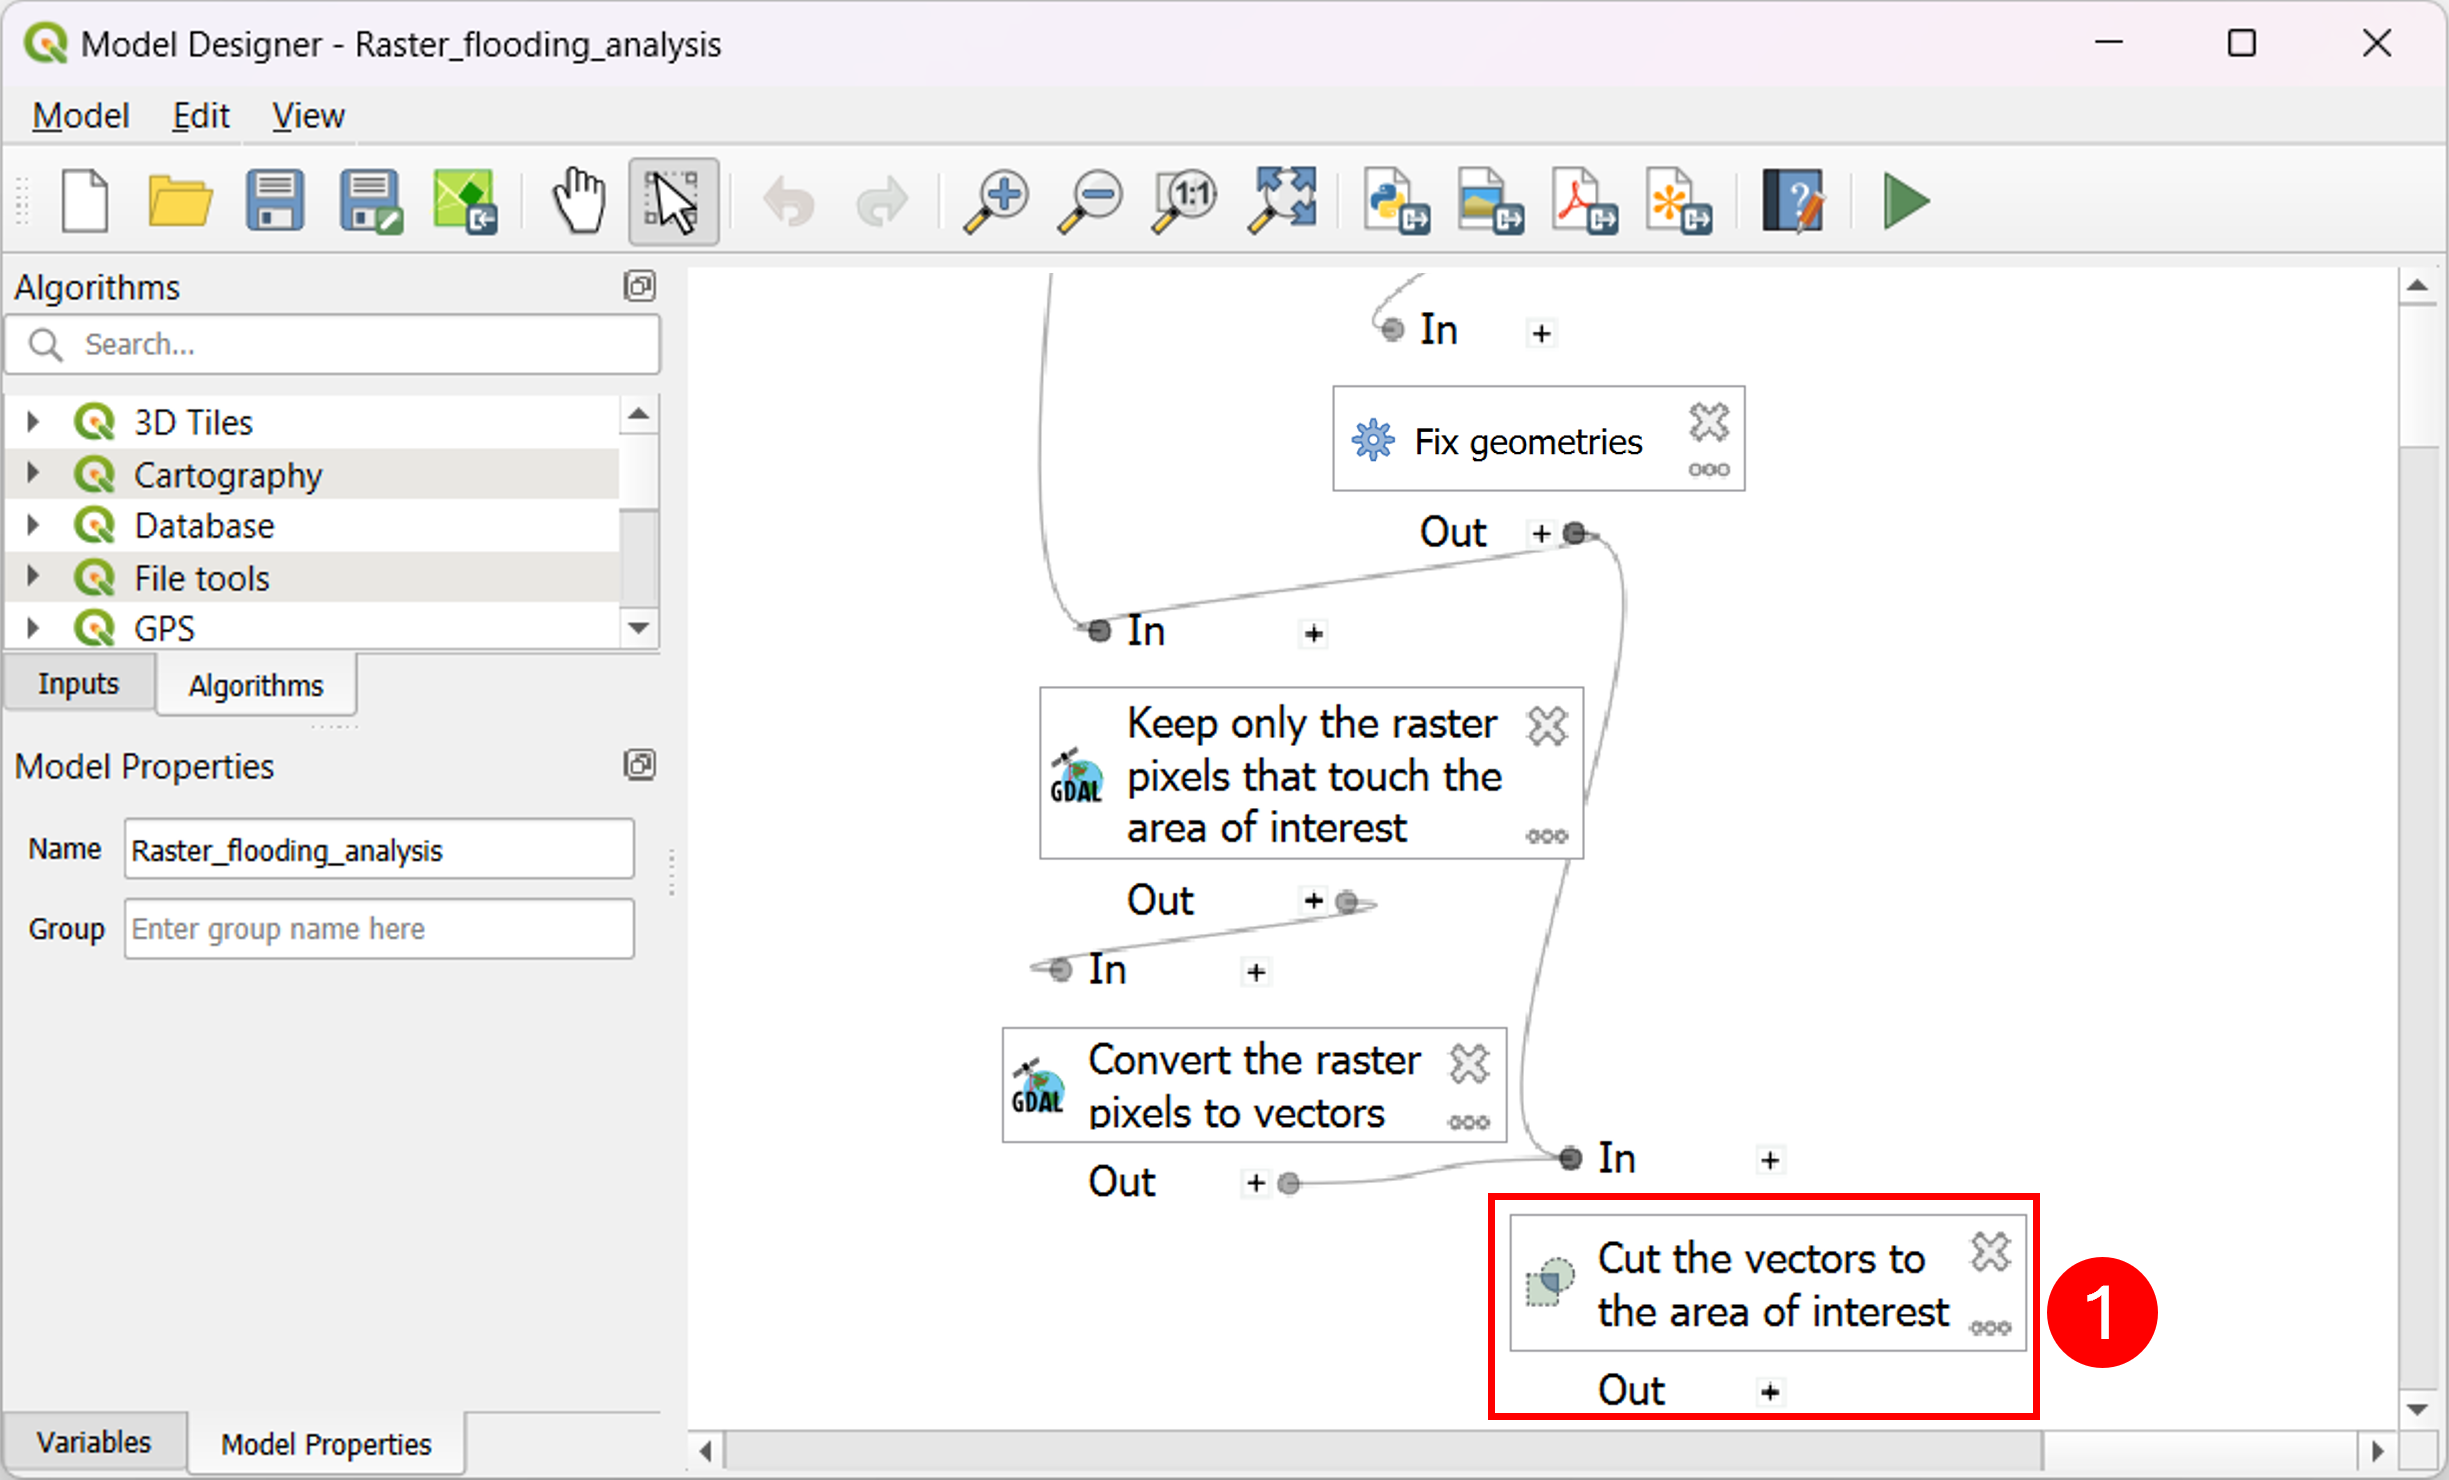 Model Designer - Raster_flooding_analysis
Model Edit View
1:1
?
Algorithms
Search...
3D Tiles
Cartography
Database
File tools
GPS
Inputs Algorithms
Model Properties
Name Raster_flooding_analysis
Group Enter group name here
Variables Model Properties
In +
Fix geometries
Out +
In +
GDAL
Keep only the raster
pixels that touch the
area of interest
Out +
In +
GDAL
Convert the raster
pixels to vectors
Out +
In +
Cut the vectors to
the area of interest
Out +
1